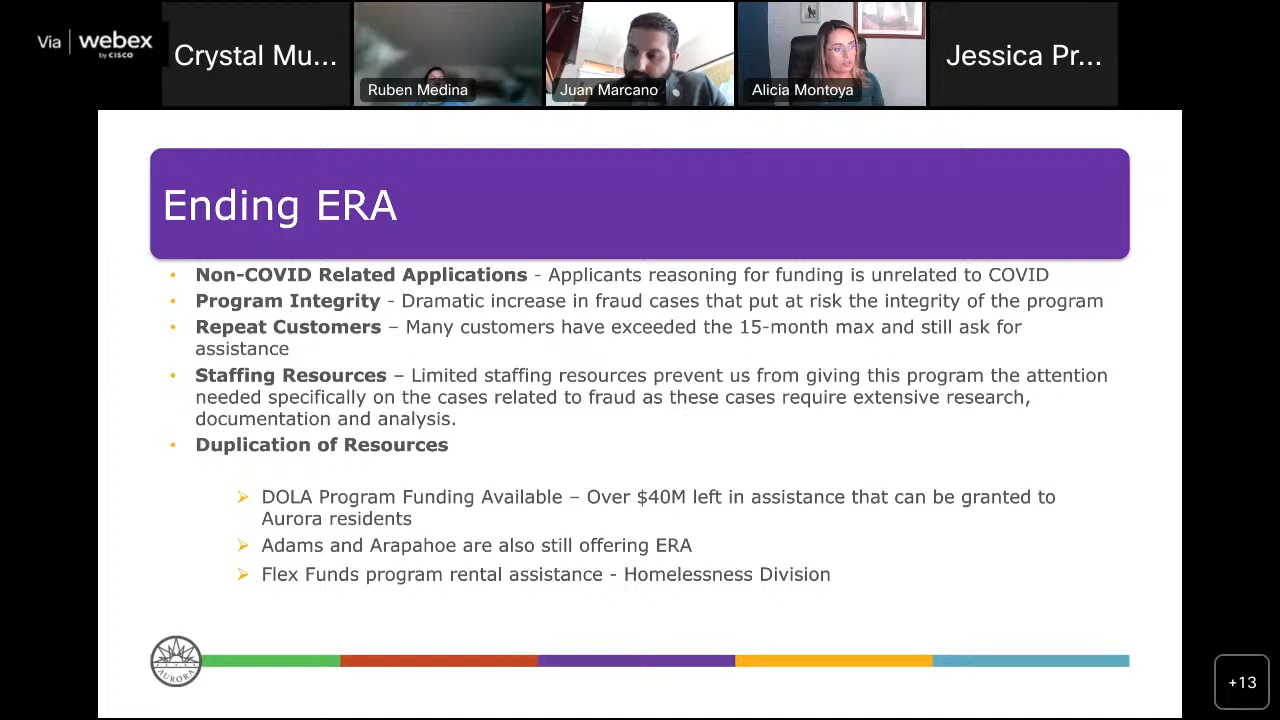 Via webex
by CISCO
Crystal Mu...
Ruben Medina
Juan Marcano
Alicia Montoya
Jessica Pr...
Ending ERA
• Non-COVID Related Applications - Applicants reasoning for funding is unrelated to COVID
• Program Integrity - Dramatic increase in fraud cases that put at risk the integrity of the program
• Repeat Customers – Many customers have exceeded the 15-month max and still ask for
assistance
• Staffing Resources – Limited staffing resources prevent us from giving this program the attention
needed specifically on the cases related to fraud as these cases require extensive research,
documentation and analysis.
• Duplication of Resources
➢ DOLA Program Funding Available – Over $40M left in assistance that can be granted to
Aurora residents
➢ Adams and Arapahoe are also still offering ERA
➢ Flex Funds program rental assistance - Homelessness Division
AURORA
+13